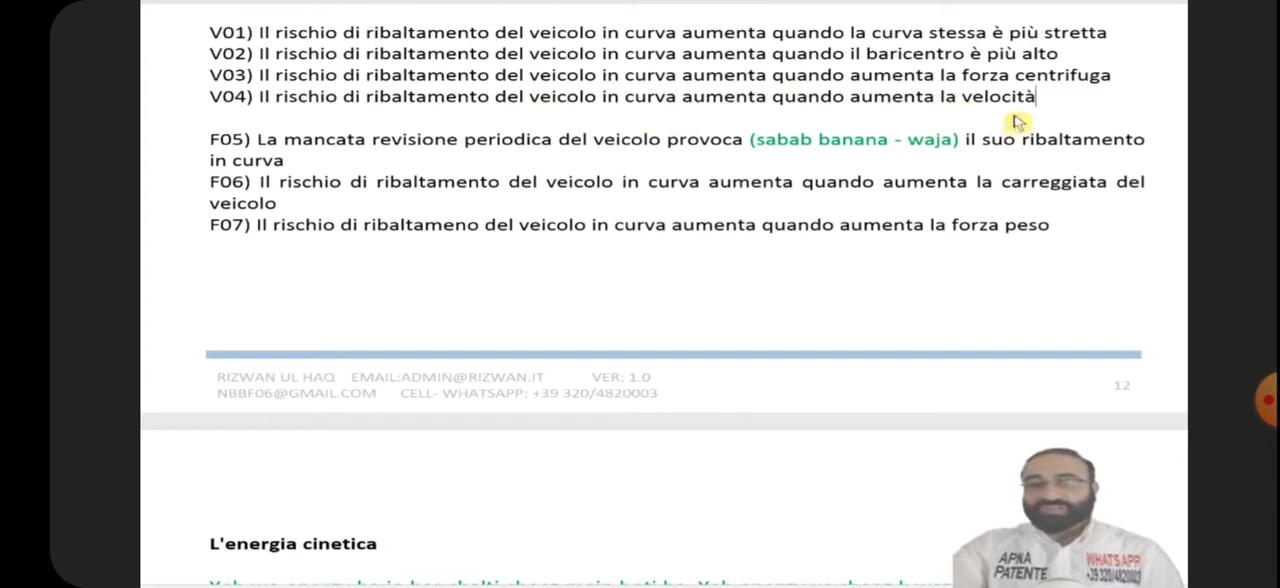 V01) Il rischio di ribaltamento del veicolo in curva aumenta quando la curva stessa è più stretta
V02) Il rischio di ribaltamento del veicolo in curva aumenta quando il baricentro è più alto
V03) Il rischio di ribaltamento del veicolo in curva aumenta quando aumenta la forza centrifuga
V04) Il rischio di ribaltamento del veicolo in curva aumenta quando aumenta la velocità
F05) La mancata revisione periodica del veicolo provoca (sabab banana - waja) il suo ribaltamento
in curva
F06) Il rischio di ribaltamento del veicolo in curva aumenta quando aumenta la carreggiata del
veicolo
F07) Il rischio di ribaltameno del veicolo in curva aumenta quando aumenta la forza peso
RIZWAN UL HAQ EMAIL:ADMIN@RIZWAN.IT VER: 1.0
NBBF06@GMAIL.COM CELL- WHATSAPP: +39 320/4820003
12
L'energia cinetica
APNA PATENTE
WHATSAPP
+39 320/4820003